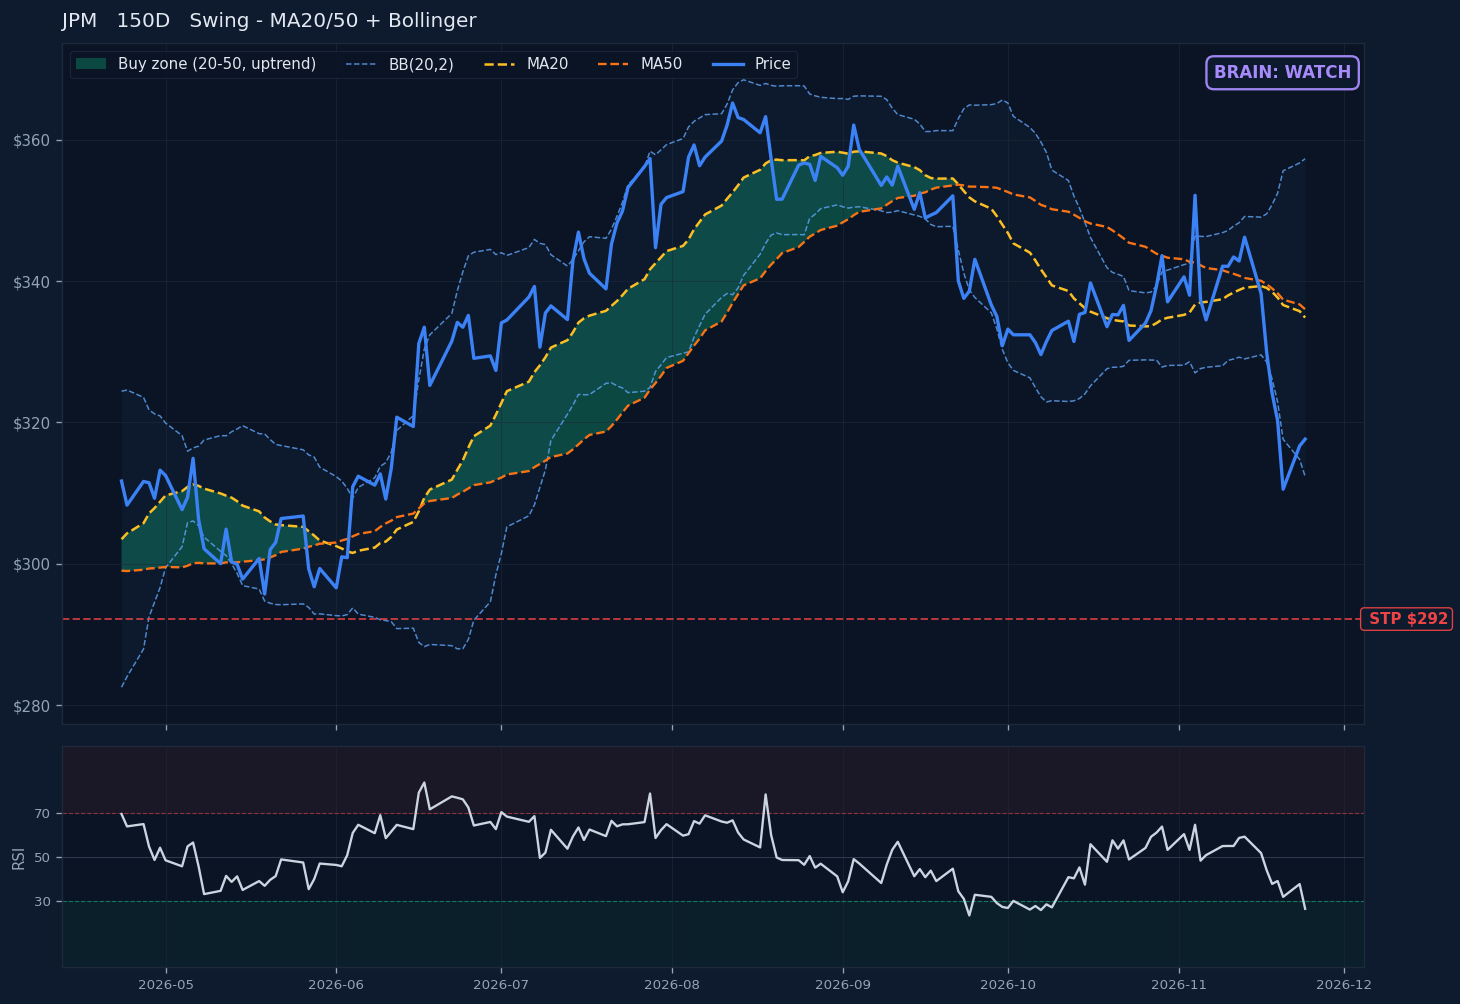 JPM   150D   Swing - MA20/50 + Bollinger
Buy zone (20-50, uptrend)   BB(20,2)   MA20   MA50   Price
BRAIN: WATCH
$360
$340
$320
$300
STP $292
$280
70
50
30
RSI
2026-05   2026-06   2026-07   2026-08   2026-09   2026-10   2026-11   2026-12